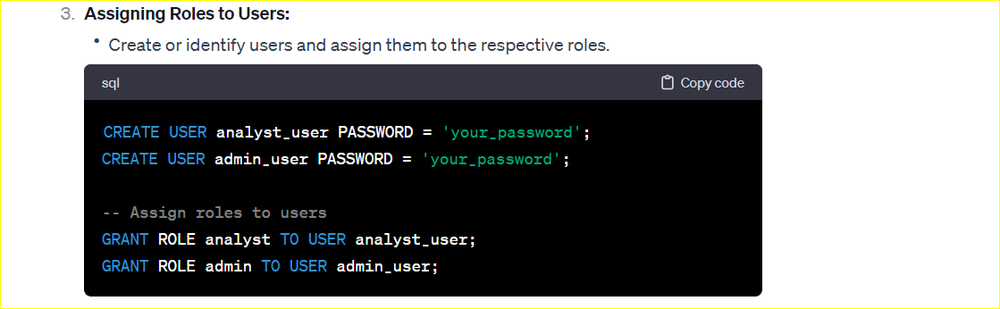 3. Assigning Roles to Users:
• Create or identify users and assign them to the respective roles.
sql
Copy code
CREATE USER analyst_user PASSWORD = 'your_password';
CREATE USER admin_user PASSWORD = 'your_password';
-- Assign roles to users
GRANT ROLE analyst TO USER analyst_user;
GRANT ROLE admin TO USER admin_user;